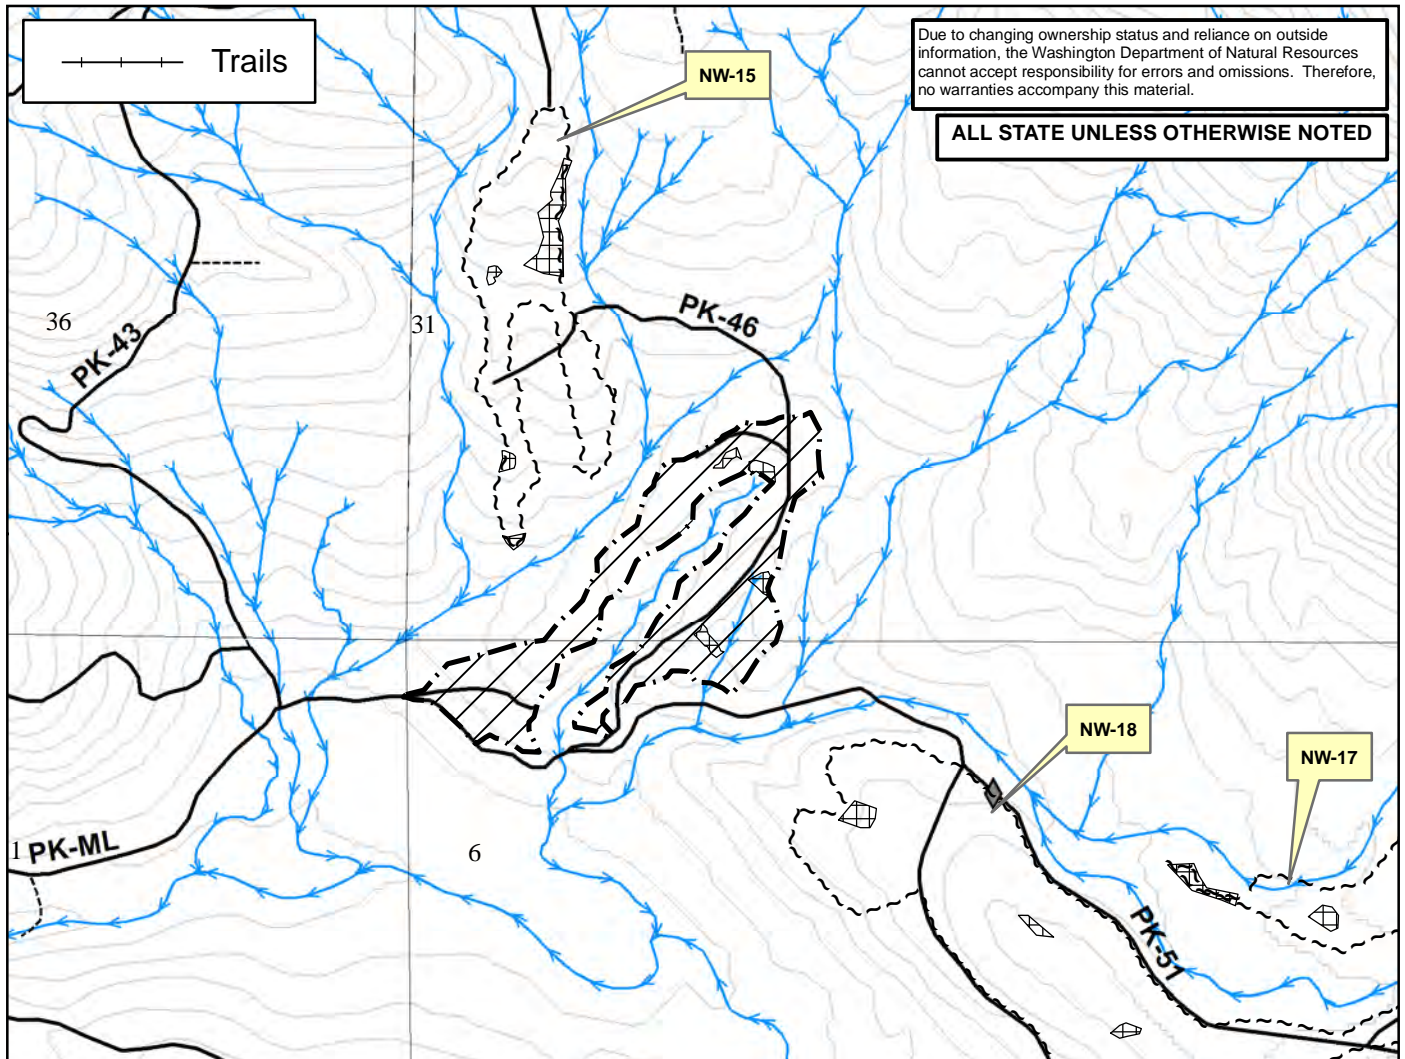 Trails
Due to changing ownership status and reliance on outside
information, the Washington Department of Natural Resources
cannot accept responsibility for errors and omissions. Therefore,
no warranties accompany this material.
NW-15
ALL STATE UNLESS OTHERWISE NOTED
PK-46
36
31
PK-43
NW-18
NW-17
1
PK-ML
6
PK-51